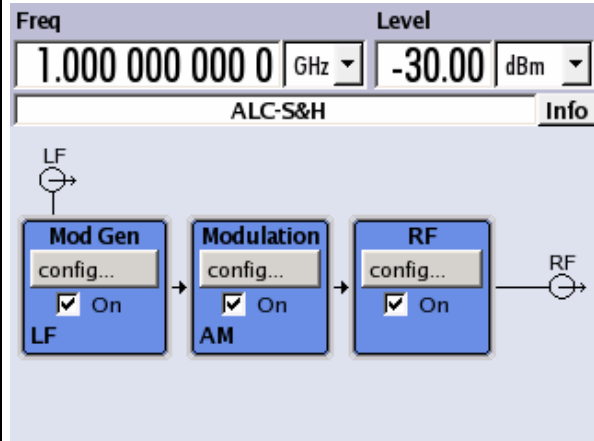 Freq Level
1.000 000 000 0 GHz -30.00 dBm
ALC-S&H Info
LF
Mod Gen Modulation RF
config... config... config... RF
On On On
LF AM